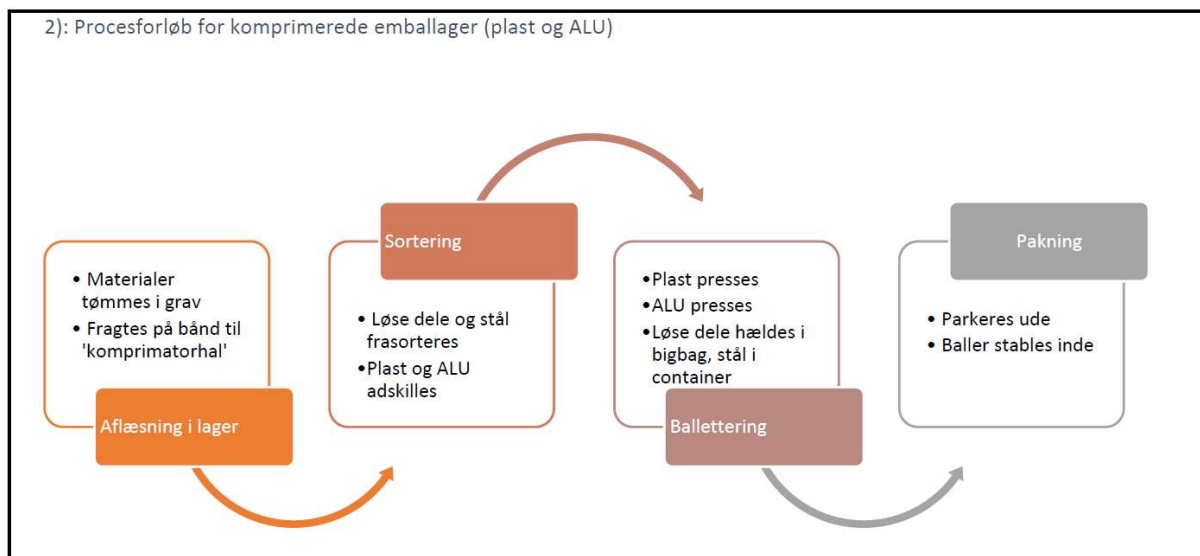 2): Procesforløb for komprimerede emballager (plast og ALU)
• Materialer
tømmes i grav
• Fragtes på bånd til
'komprimatorhal'
Aflæsning i lager
Sortering
• Løse dele og stål
frasorteres
•Plast og ALU
adskilles
•Plast presses
•ALU presses
•Løse dele hældes i
bigbag, stål i
container
Ballettering
Pakning
• Parkeres ude
• Baller stables inde